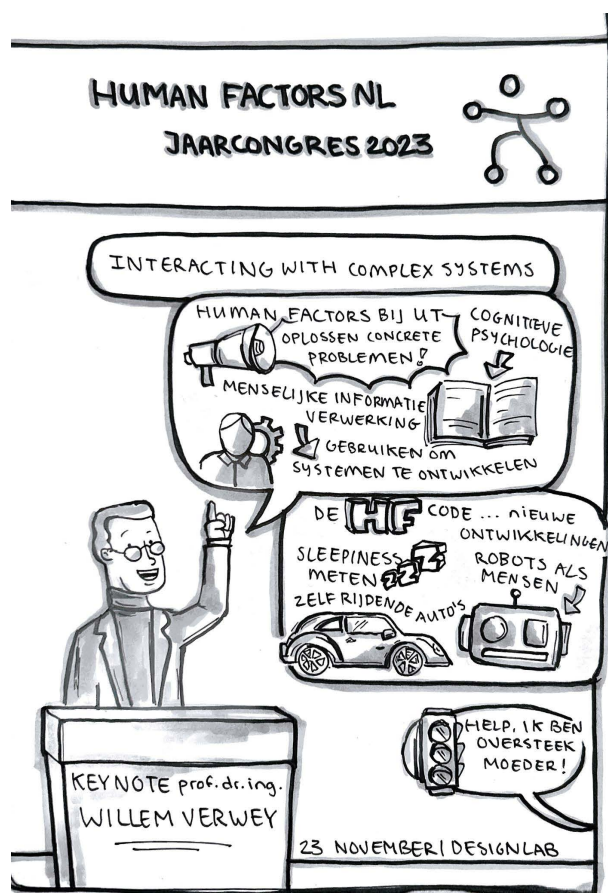 HUMAN FACTORS NL
JAARCONGRES 2023
INTERACTING WITH COMPLEX SYSTEMS
HUMAN FACTORS BIJ UT
OPLOSSEN CONCRETE
PROBLEMEN!
COGNITIEVE
PSYCHOLOGIE
MENSELIJKE INFORMATIE
VERWERKING
GEBRUIKEN OM
SYSTEMEN TE ONTWIKKELEN
DE HF CODE ... NIEUWE
ONTWIKKELINGEN
SLEEPINESS
METEN ZZZZ
ROBOTS ALS
MENSEN
ZELF RIJDENDE AUTO'S
HELP, IK BEN
OVERSTEEK
MOEDER!
KEYNOTE prof.dr.ing.
WILLEM VERWEY
23 NOVEMBER | DESIGNLAB